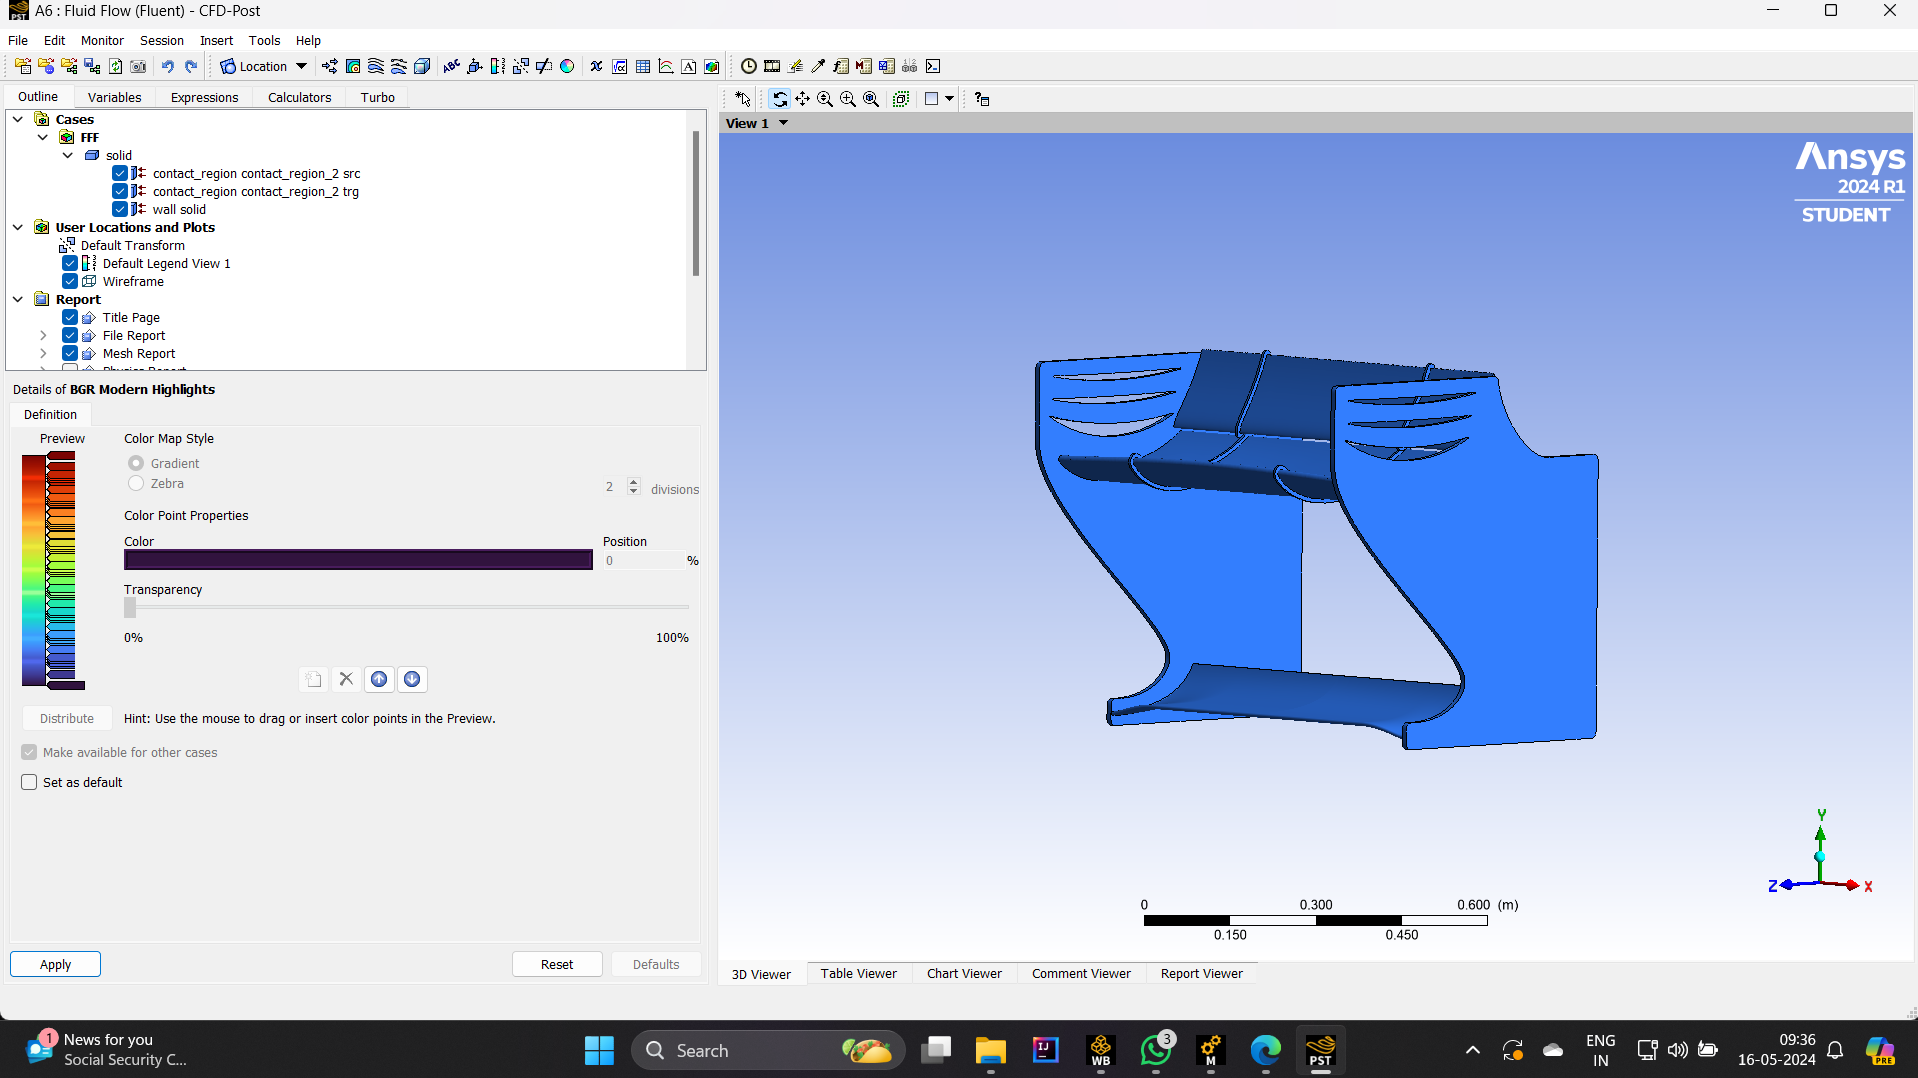 A6 : Fluid Flow (Fluent) - CFD-Post
File Edit Monitor Session Insert Tools Help
Location
Outline Variables Expressions Calculators Turbo
Cases
FFF
solid
contact_region contact_region_2 src
contact_region contact_region_2 trg
wall solid
User Locations and Plots
Default Transform
Default Legend View 1
Wireframe
Report
Title Page
File Report
Mesh Report
Physics Report
Details of BGR Modern Highlights
Definition
Preview
Color Map Style
Gradient
Zebra
2 divisions
Color Point Properties
Color Position
0 %
Transparency
0% 100%
Distribute Hint: Use the mouse to drag or insert color points in the Preview.
Make available for other cases
Set as default
Apply Reset Defaults
View 1
Ansys
2024 R1
STUDENT
Y
Z X
0 0.300 0.600 (m)
0.150 0.450
3D Viewer Table Viewer Chart Viewer Comment Viewer Report Viewer
1 News for you
Social Security C...
Search
IJ
WB
3
M
PST
ENG
IN
09:36
16-05-2024
PRE